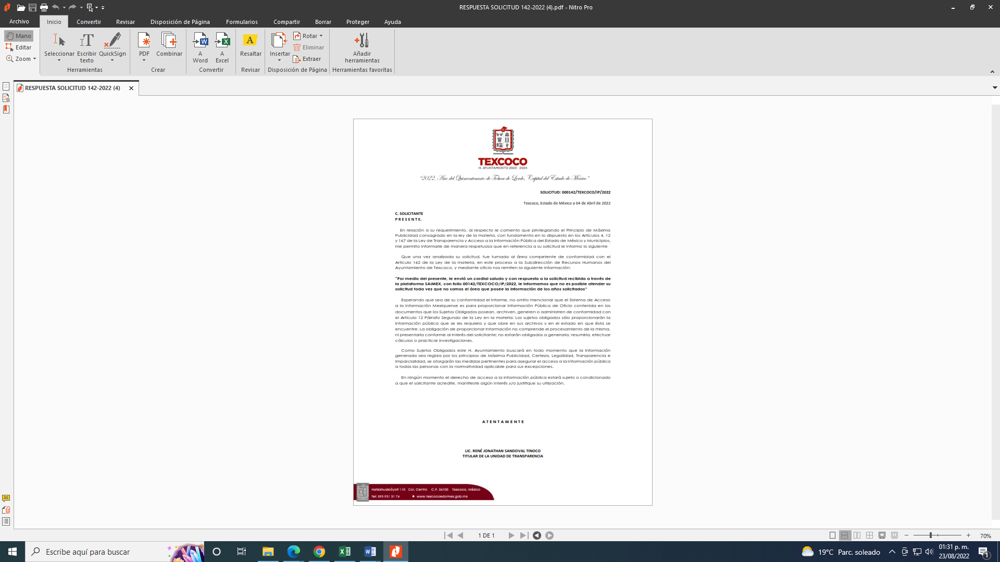 RESPUESTA SOLICITUD 142-2022 (4).pdf - Nitro Pro
Archivo Inicio Convertir Revisar Disposición de Página Formularios Compartir Borrar Proteger Ayuda
Mano
Editar
Zoom
Seleccionar
Escribir texto
QuickSign
Herramientas
PDF
Combinar
Crear
A Word
A Excel
Convertir
Resaltar
Revisar
Insertar
Rotar
Eliminar
Extraer
Disposición de Página
Añadir herramientas
Herramientas favoritas
RESPUESTA SOLICITUD 142-2022 (4)
TEXCOCO
H. AYUNTAMIENTO 2022 - 2024
"2022. Año del Quincentenario de Toluca de Lerdo, Capital del Estado de México"
SOLICITUD: 000142/TEXCOCO/IP/2022
Texcoco, Estado de México a 04 de Abril de 2022
C. SOLICITANTE
P R E S E N T E.
En relación a su requerimiento, al respecto le comento que privilegiando el Principio de Máxima
Publicidad consagrado en la ley de la materia, con fundamento en lo dispuesto en los Artículos 4, 12
y 167 de la Ley de Transparencia y Acceso a la Información Pública del Estado de México y Municipios,
me permito informarle de manera respetuosa que en referencia a su solicitud le informo lo siguiente
Que una vez analizada su solicitud, fue turnada al área competente de conformidad con el
Artículo 162 de la Ley de la materia, en este proceso a la Subdirección de Recursos Humanos del
Ayuntamiento de Texcoco, y mediante oficio nos remiten la siguiente información:
"Por medio del presente, le envió un cordial saludo y con respuesta a la solicitud recibida a través de
la plataforma SAIMEX, con folio 00142/TEXCOCO/IP/2022, le informamos que no es posible atender su
solicitud toda vez que no somos el área que posee la información de los años solicitados"
Esperando que sea de su conformidad el informe, no omito mencionar que el Sistema de Acceso
a la Información Mexiquense es para proporcionar Información Pública de Oficio contenida en los
documentos que los Sujetos Obligados posean, archiven, generen o administren de conformidad con
el Artículo 12 Párrafo Segundo de la Ley en la materia; Los sujetos obligados sólo proporcionarán la
información pública que se les requiera y que obre en sus archivos y en el estado en que ésta se
encuentre. La obligación de proporcionar información no comprende el procesamiento de la misma,
ni presentarla conforme al interés del solicitante; no estarán obligados a generarla, resumirla, efectuar
cálculos o practicar investigaciones.
Como Sujetos Obligados este H. Ayuntamiento buscará en todo momento que la información
generada sea regida por los principios de Máxima Publicidad, Certeza, Legalidad, Transparencia e
Imparcialidad, se otorgarán las medidas pertinentes para asegurar el acceso a la información pública
a todas las personas con la normatividad aplicable para sus excepciones.
En ningún momento el derecho de acceso a la información pública estará sujeto o condicionado
a que el solicitante acredite, manifieste algún interés y/o justifique su utilización.
A T E N T A M E N T E
LIC. RENÉ JONATHAN SANDOVAL TINOCO
TITULAR DE LA UNIDAD DE TRANSPARENCIA
Netzahualcóyotl 110 Col. Centro C.P. 56100 Texcoco, México
Tel: 595 931 31 74 • www.texcocoedomex.gob.mx
1 DE 1
70%
Escribe aquí para buscar
19°C Parc. soleado
01:31 p. m.
23/08/2022
1